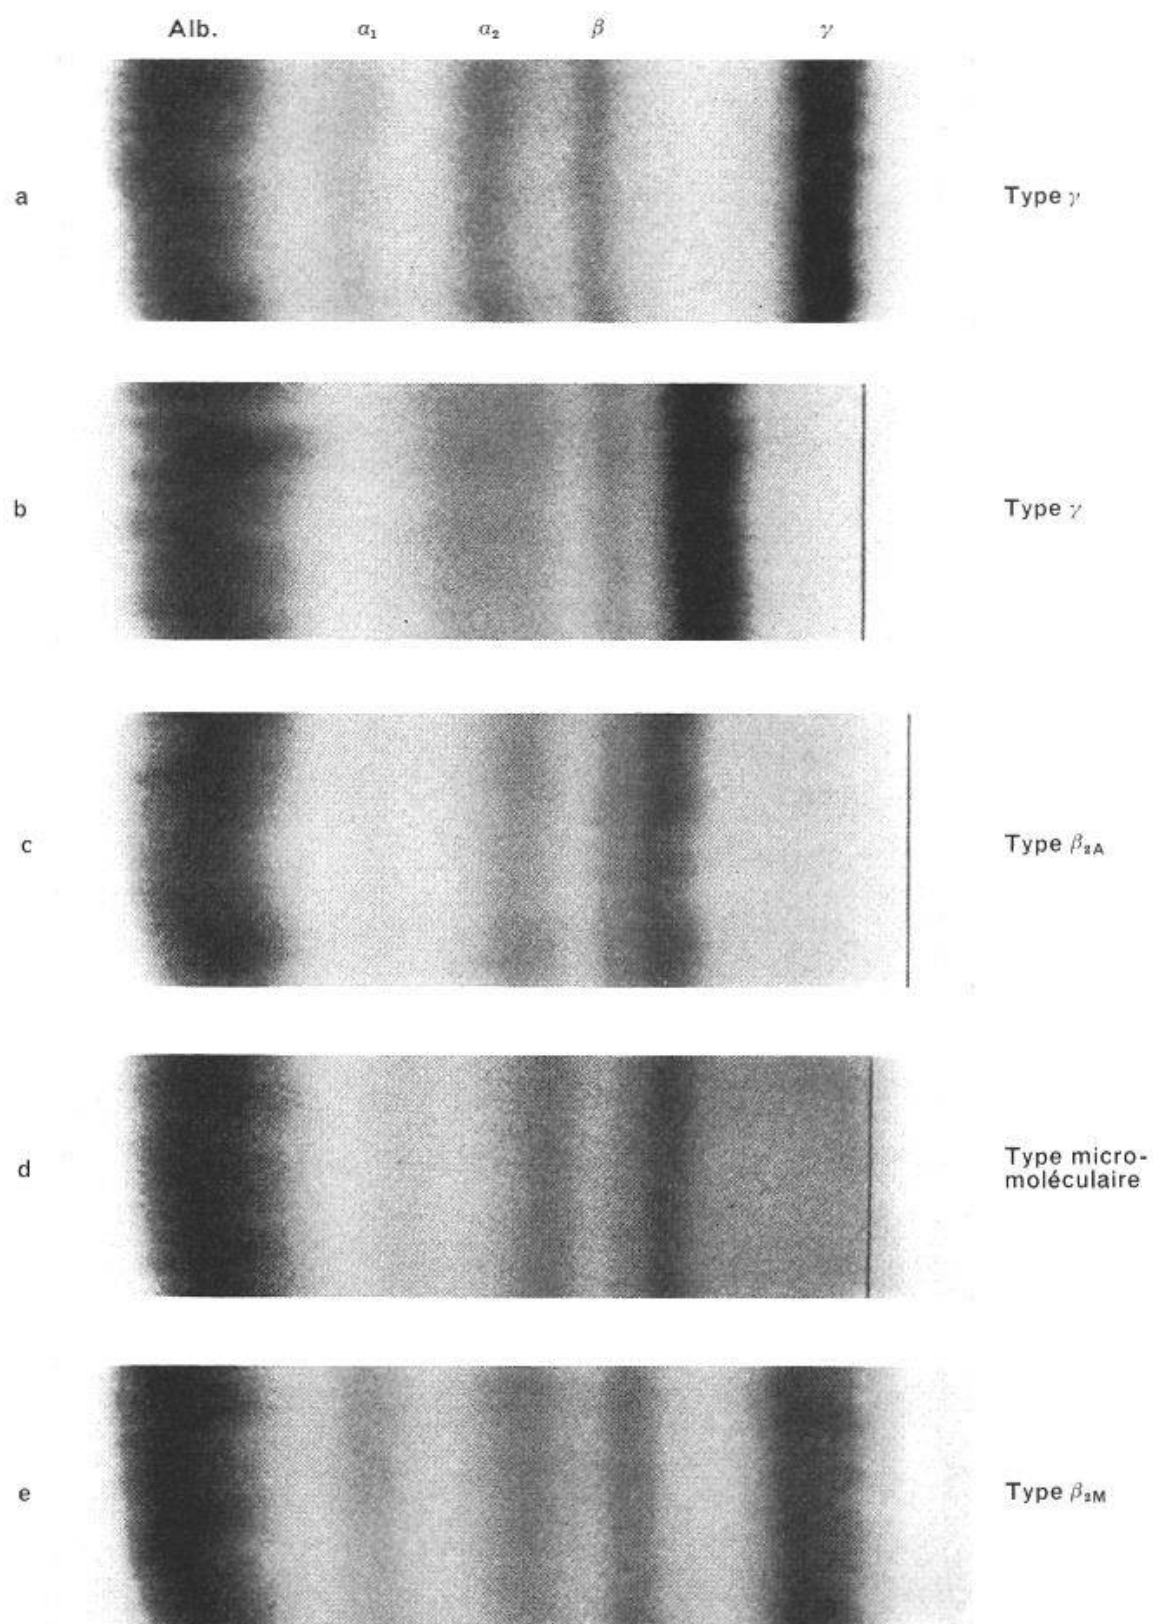 Alb. α₁ α₂ β γ
a Type γ
b Type γ
c Type β₂A
d Type micro-
moléculaire
e Type β₂M